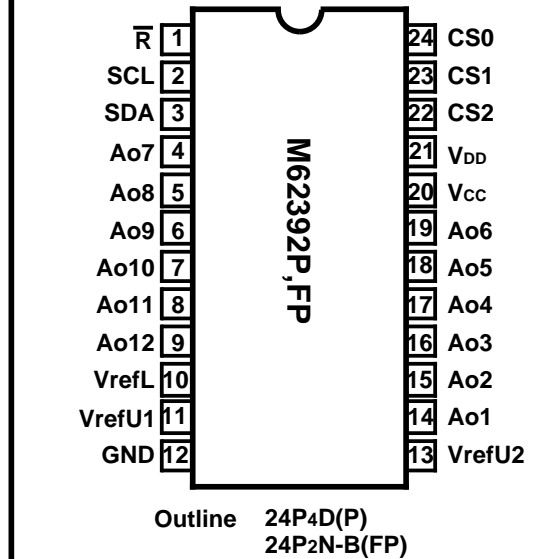 R̅ 1 24 CS0
SCL 2 23 CS1
SDA 3 22 CS2
Ao7 4 21 VDD
Ao8 5 20 Vcc
Ao9 6 19 Ao6
Ao10 7 18 Ao5
Ao11 8 17 Ao4
Ao12 9 16 Ao3
VrefL 10 15 Ao2
VrefU1 11 14 Ao1
GND 12 13 VrefU2
M62392P,FP
Outline 24P4D(P)
24P2N-B(FP)